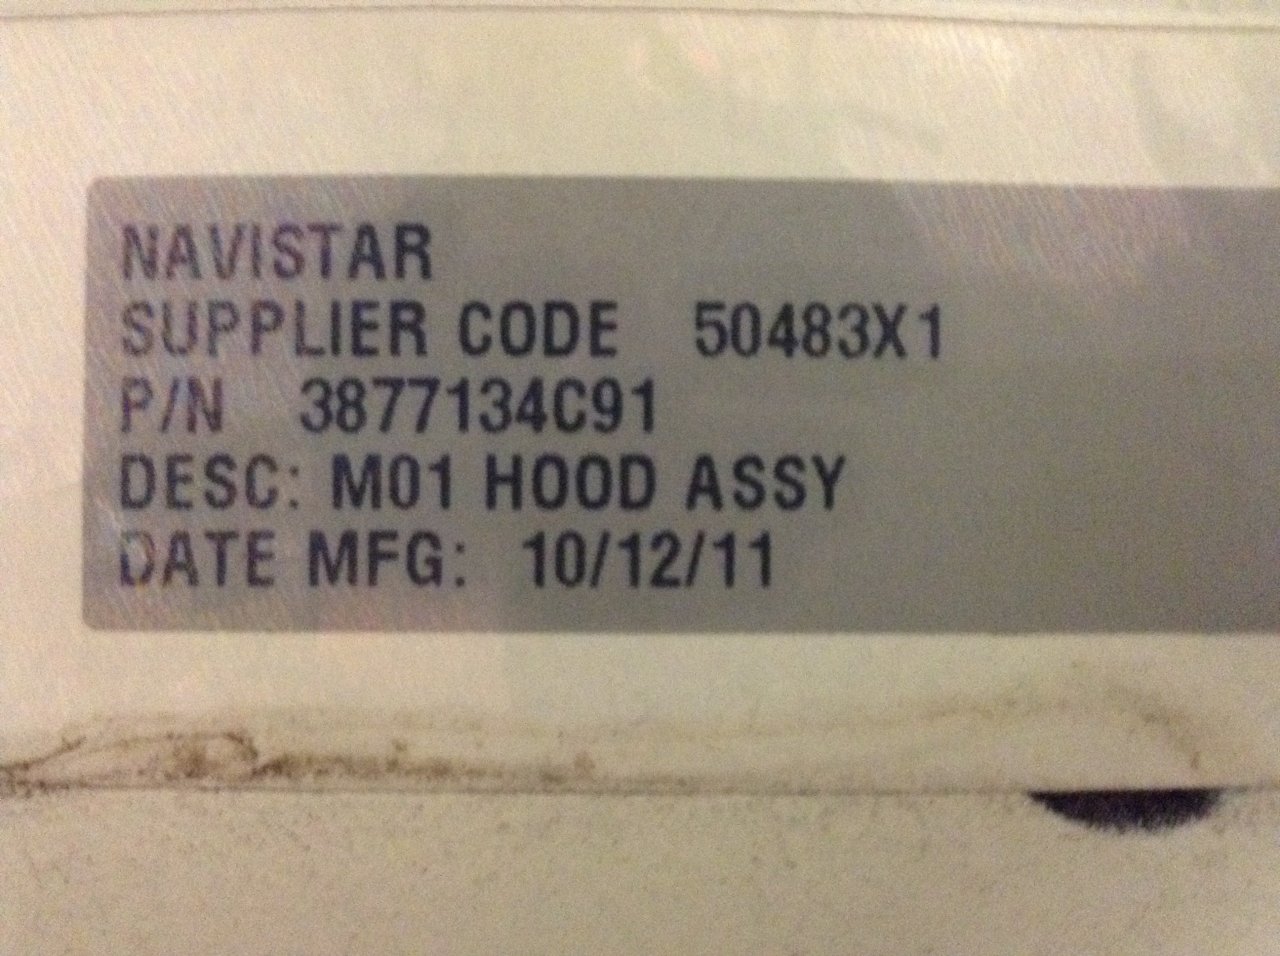 NAVISTAR
SUPPLIER CODE 50483X1
P/N 3877134C91
DESC: M01 HOOD ASSY
DATE MFG: 10/12/11